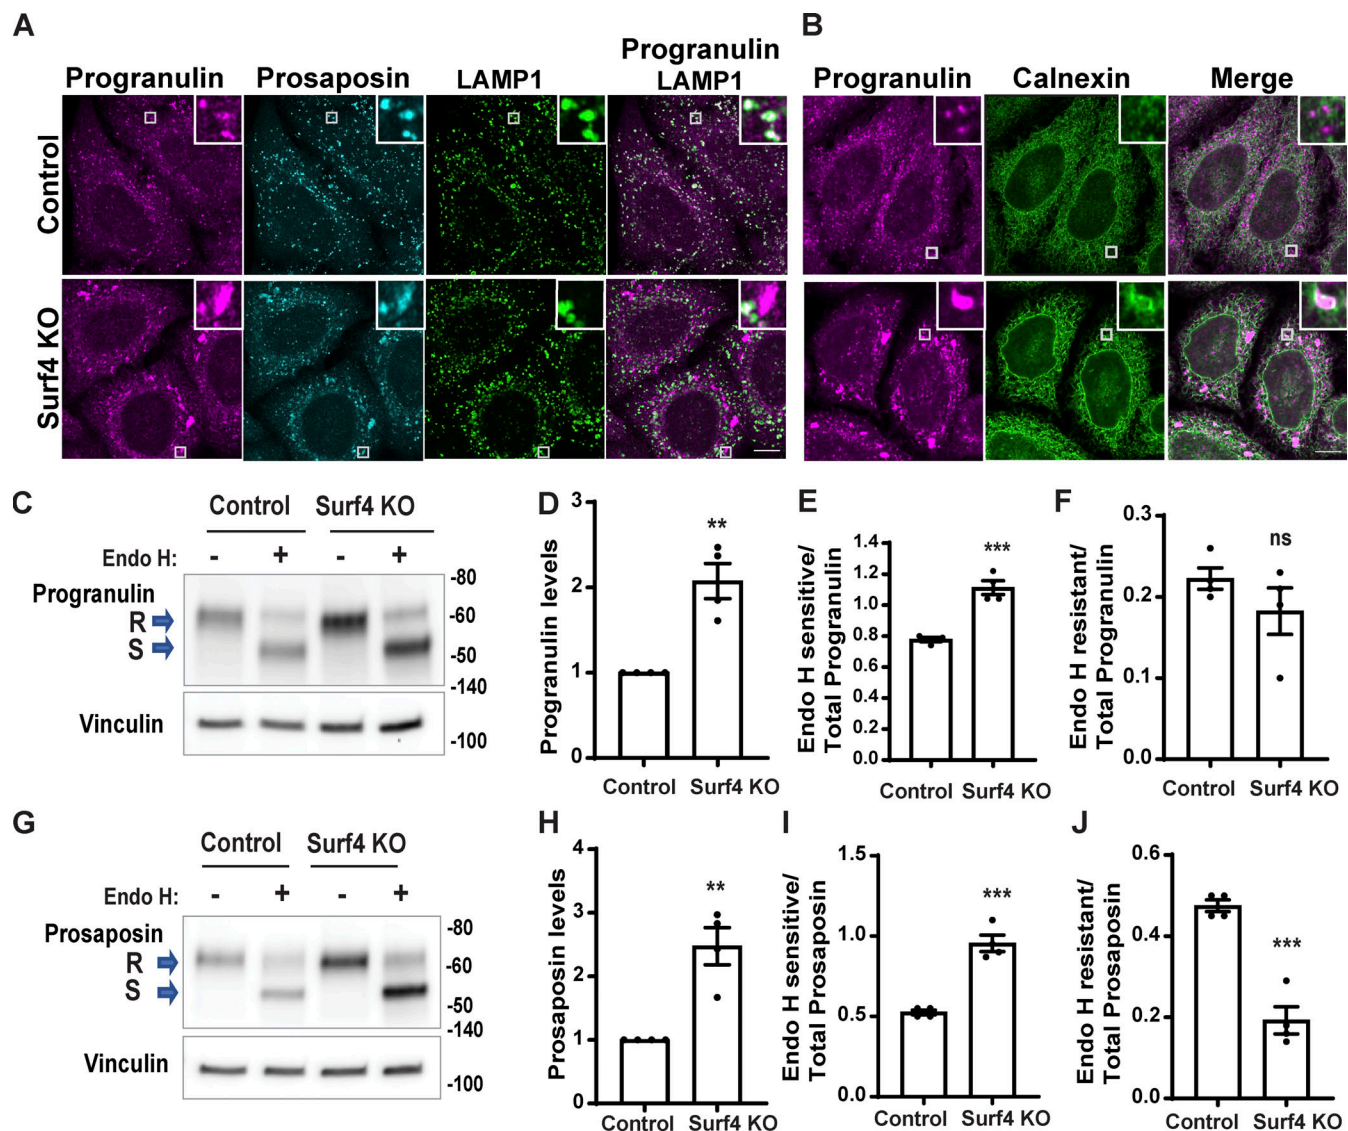 A
B
Progranulin
Prosaposin
LAMP1
Progranulin
LAMP1
Progranulin
Calnexin
Merge
Control
Surf4 KO
C
Control
Surf4 KO
Endo H:
-
+
-
+
Progranulin
R
S
-80
-60
-50
-140
Vinculin
-100
D
Progranulin levels
3
2
1
0
**
Control
Surf4 KO
E
Endo H sensitive/
Total Progranulin
1.4
1.2
1.0
0.8
0.6
0.4
0.2
0.0
***
Control
Surf4 KO
F
Endo H resistant/
Total Progranulin
0.3
0.2
0.1
0.0
ns
Control
Surf4 KO
G
Control
Surf4 KO
Endo H:
-
+
-
+
Prosaposin
R
S
-80
-60
-50
-140
Vinculin
-100
H
Prosaposin levels
4
3
2
1
0
**
Control
Surf4 KO
I
Endo H sensitive/
Total Prosaposin
1.5
1.0
0.5
0.0
***
Control
Surf4 KO
J
Endo H resistant/
Total Prosaposin
0.6
0.4
0.2
0.0
***
Control
Surf4 KO